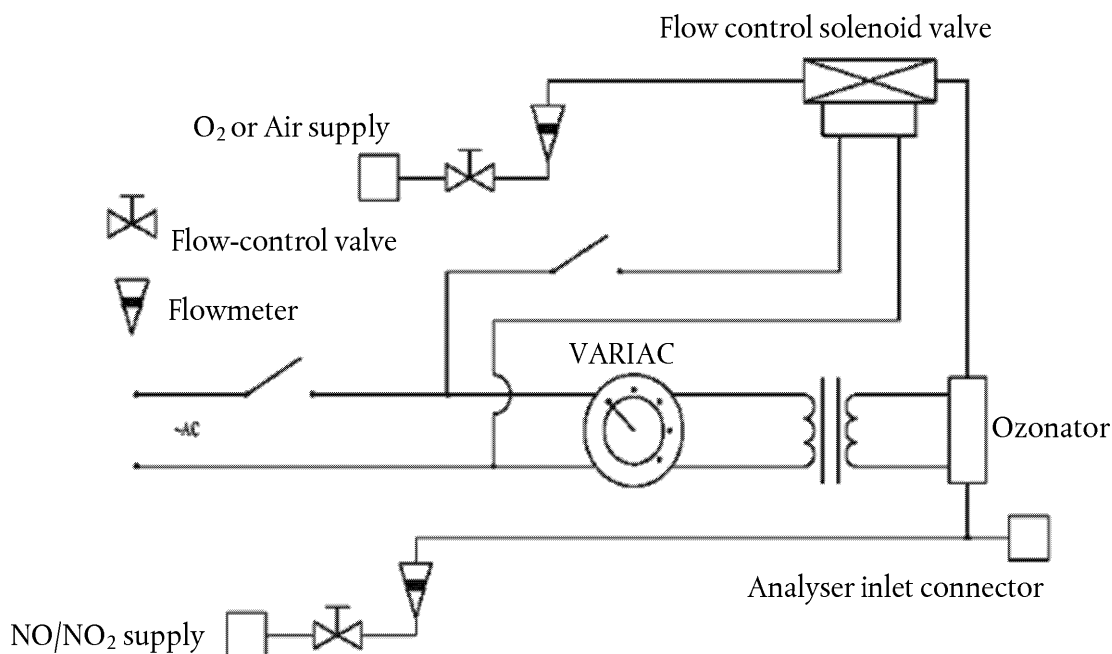 Flow control solenoid valve
O₂ or Air supply
Flow-control valve
Flowmeter
VARIAC
~AC
Ozonator
Analyser inlet connector
NO/NO₂ supply